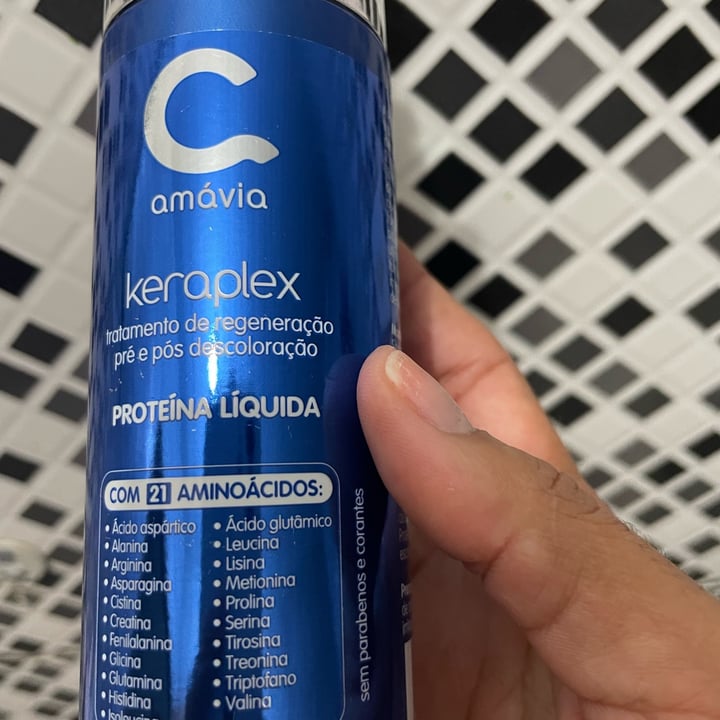 amávia
keraplex
tratamento de regeneração
pré e pós descoloração
PROTEÍNA LÍQUIDA
COM 21 AMINOÁCIDOS:
• Ácido aspártico
• Alanina
• Arginina
• Asparagina
• Cistina
• Creatina
• Fenilalanina
• Glicina
• Glutamina
• Histidina
• Isoleucina
• Ácido glutâmico
• Leucina
• Lisina
• Metionina
• Prolina
• Serina
• Tirosina
• Treonina
• Triptofano
• Valina
sem parabenos e corantes